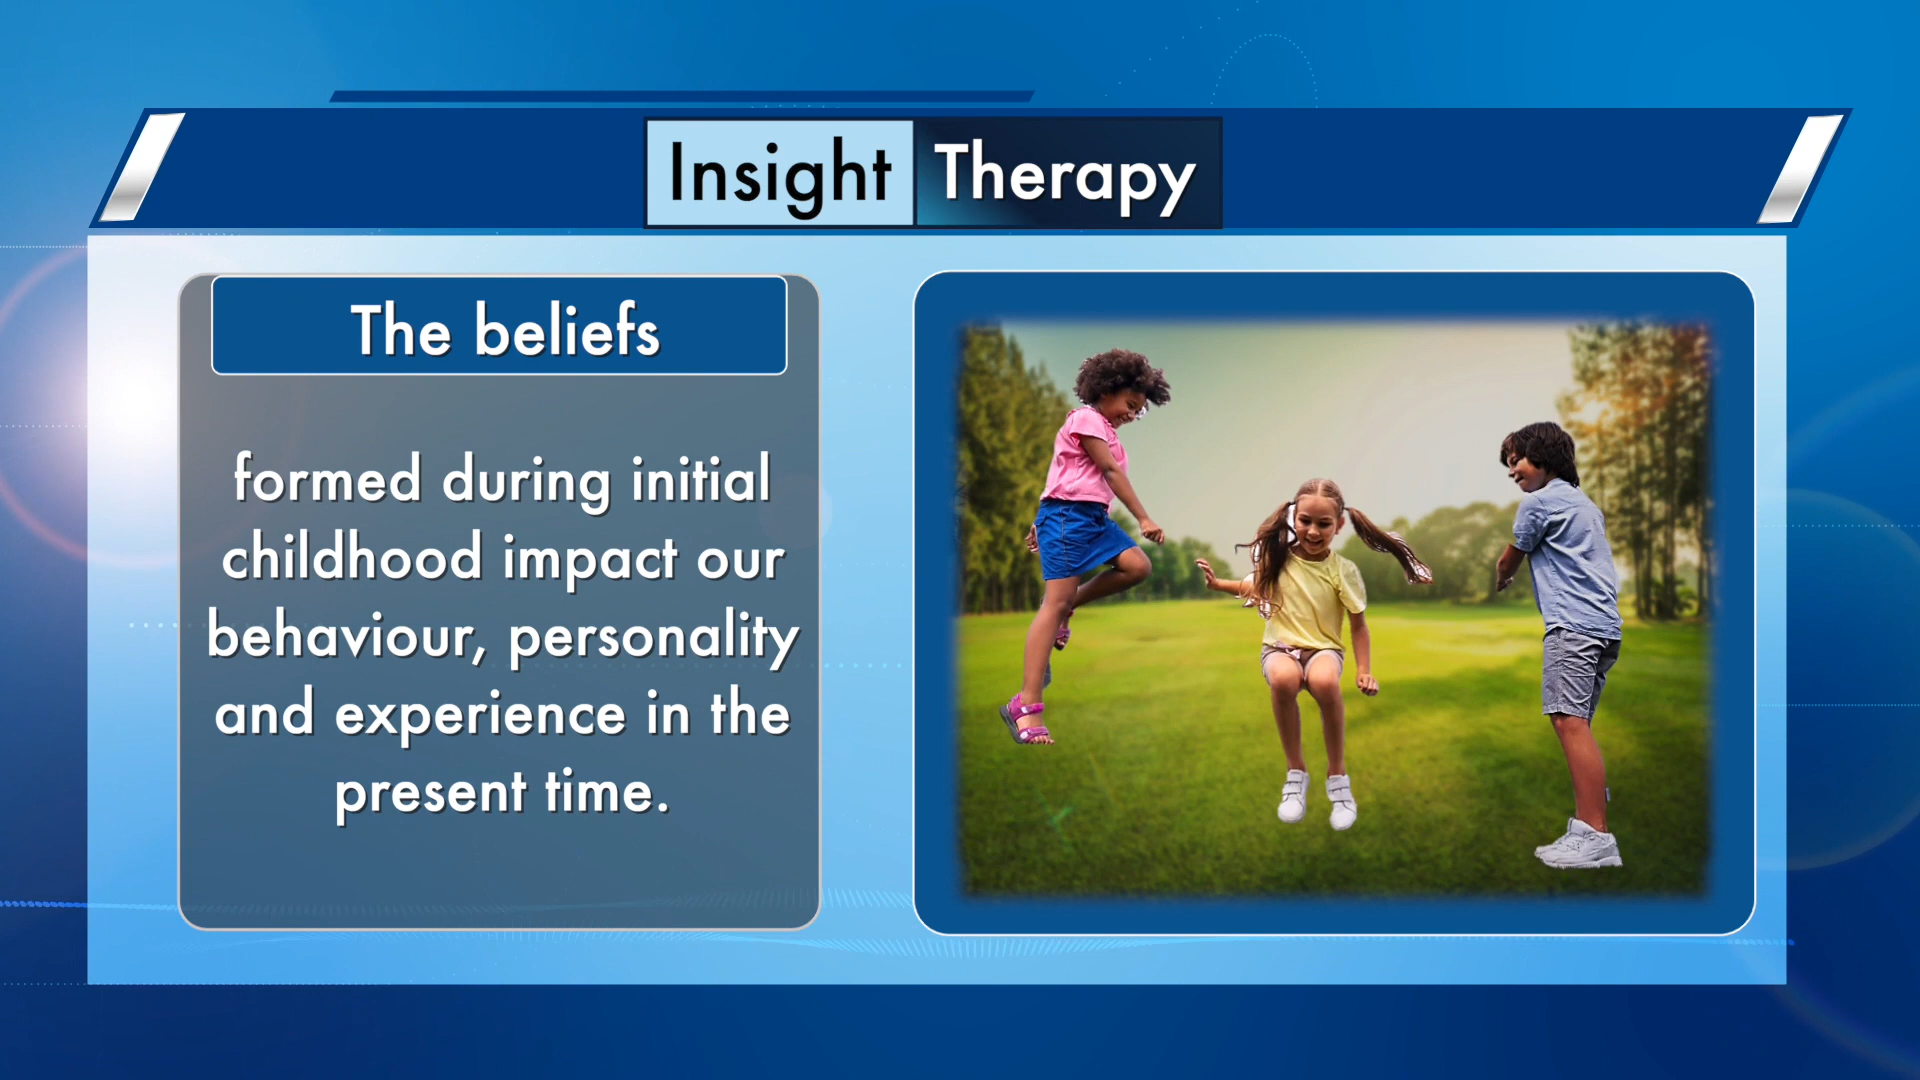 Insight Therapy
The beliefs
formed during initial
childhood impact our
behaviour, personality
and experience in the
present time.